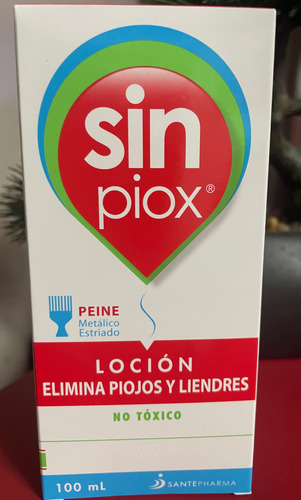 sin
piox®
PEINE
Metálico
Estriado
LOCIÓN
ELIMINA PIOJOS Y LIENDRES
NO TÓXICO
100 mL
SANTEPHARMA